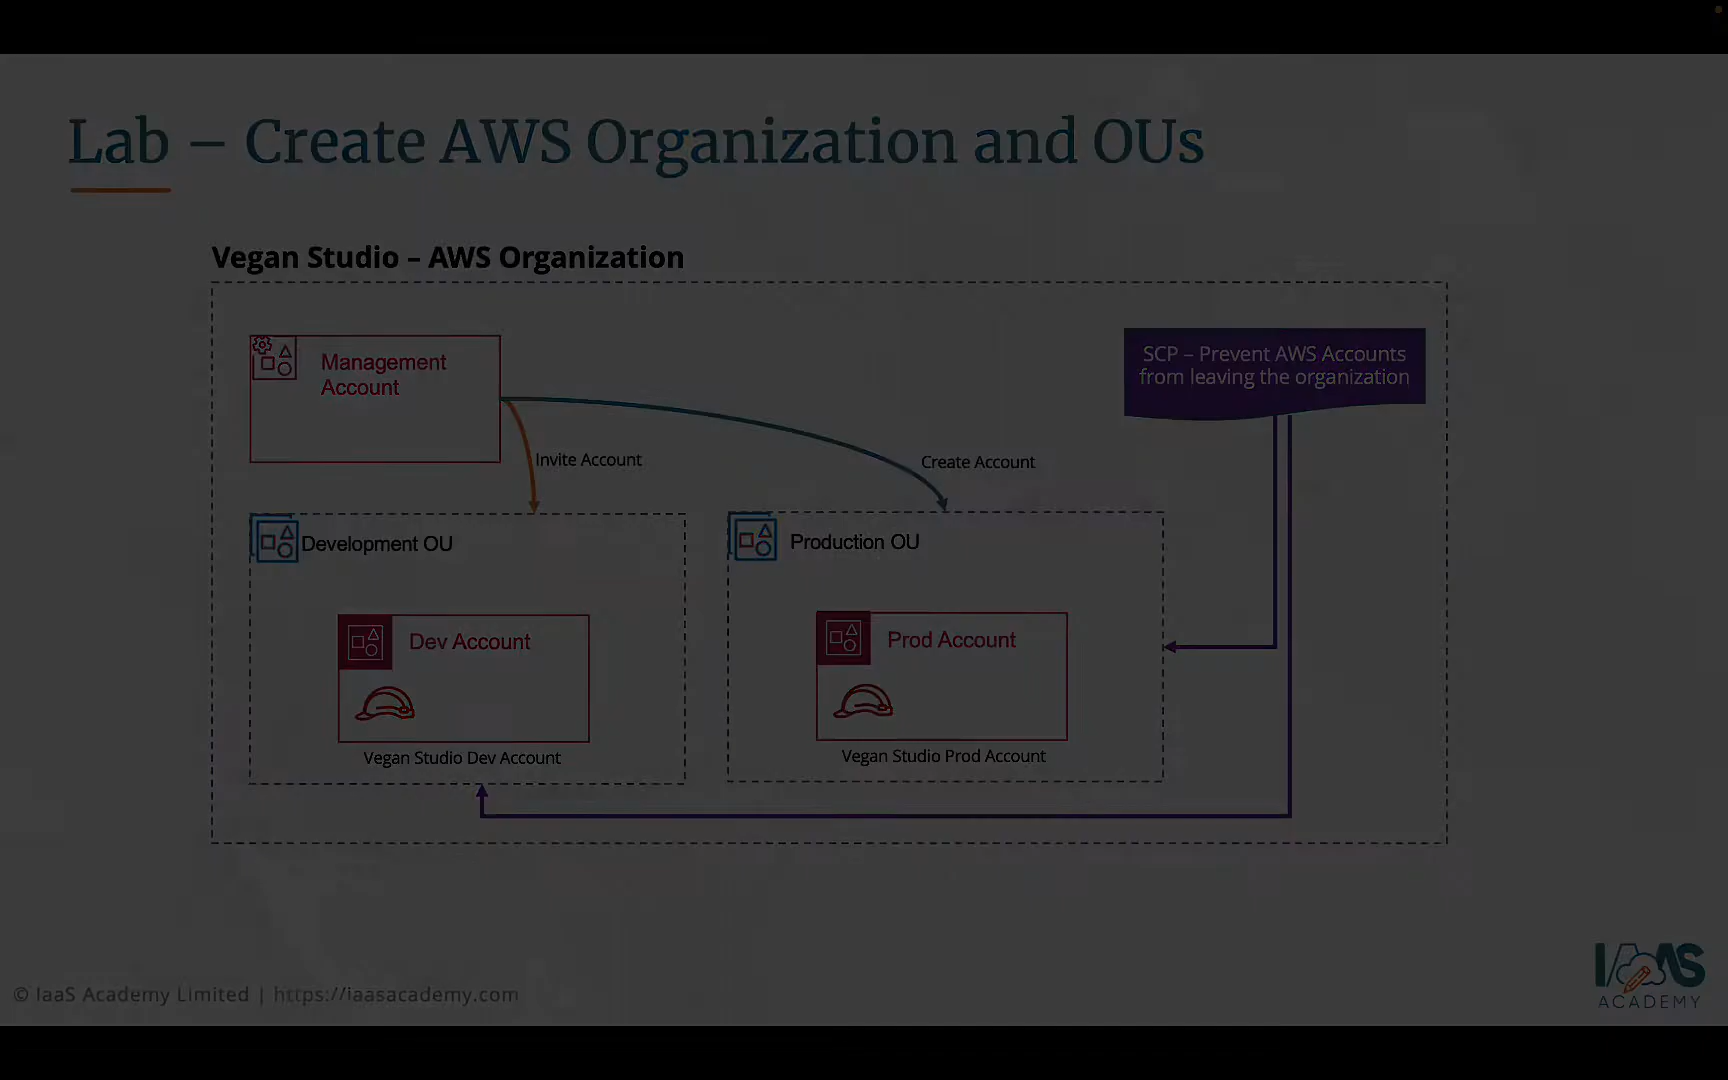 Lab – Create AWS Organization and OUs
Vegan Studio – AWS Organization
Management
Account
SCP – Prevent AWS Accounts
from leaving the organization
Invite Account
Create Account
Development OU
Production OU
Dev Account
Prod Account
Vegan Studio Dev Account
Vegan Studio Prod Account
© IaaS Academy Limited | https://iaasacademy.com
IAAS
ACADEMY